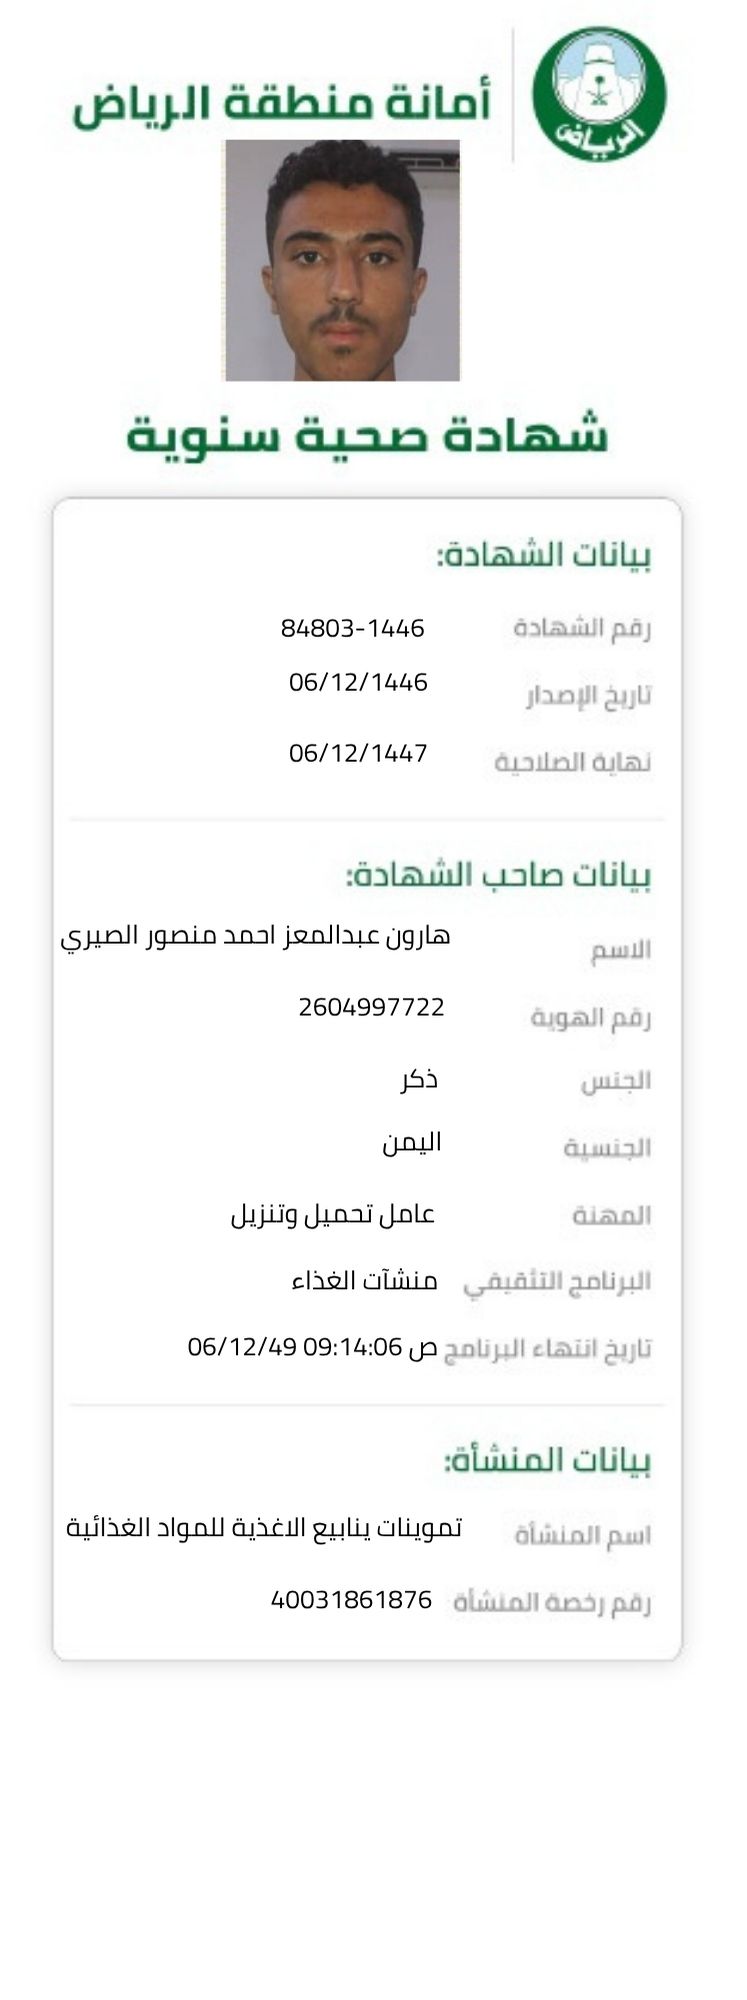 الرياض
أمانة منطقة الرياض
شهادة صحية سنوية
بيانات الشهادة:
رقم الشهادة 84803-1446
تاريخ الإصدار 06/12/1446
نهاية الصلاحية 06/12/1447
بيانات صاحب الشهادة:
الاسم هارون عبدالمعز احمد منصور الصيري
رقم الهوية 2604997722
الجنس ذكر
الجنسية اليمن
المهنة عامل تحميل وتنزيل
البرنامج التثقيفي منشآت الغذاء
تاريخ انتهاء البرنامج ص 09:14:06 06/12/49
بيانات المنشأة:
اسم المنشأة تموينات ينابيع الاغذية للمواد الغذائية
رقم رخصة المنشأة 40031861876